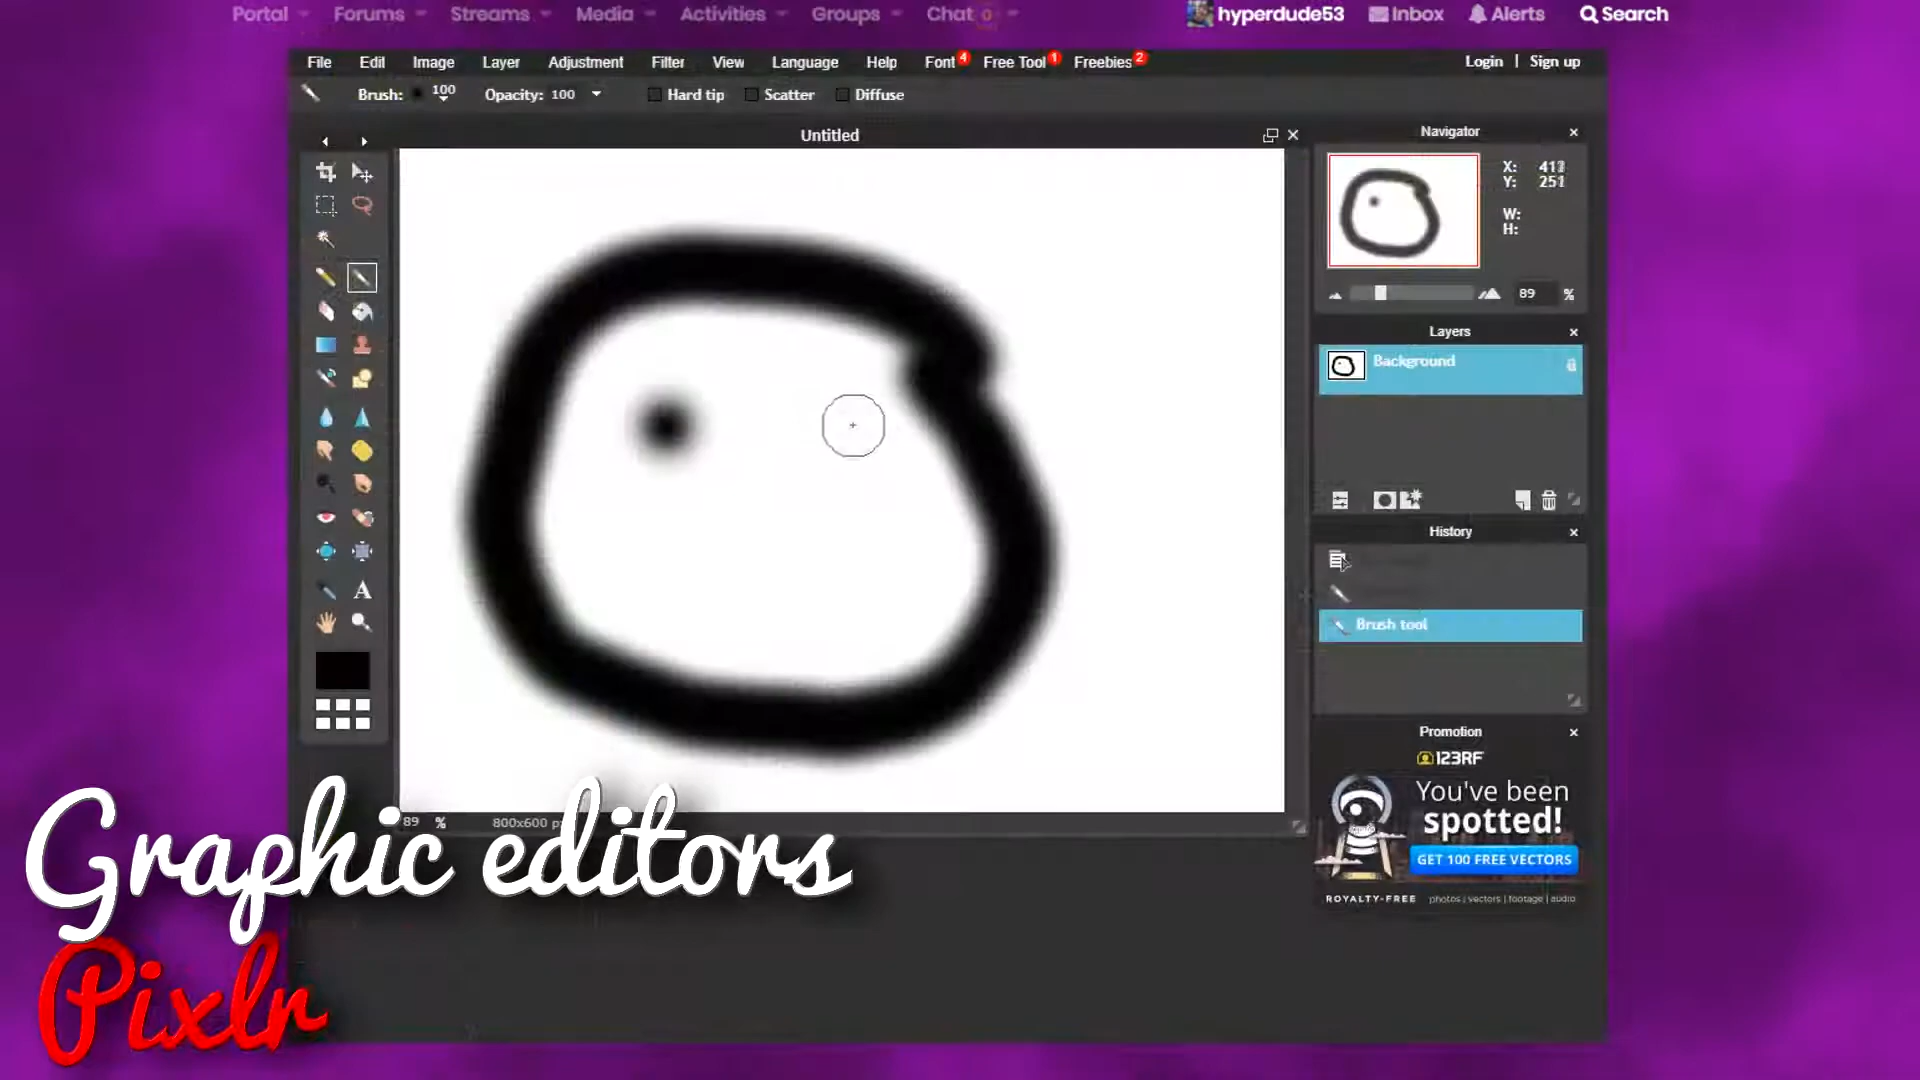 Portal Forums Streams Media Activities Groups Chat 0 hyperdude53 Inbox Alerts Search
File Edit Image Layer Adjustment Filter View Language Help Font 4 Free Tool 1 Freebies 2 Login | Sign up
Brush: 100 Opacity: 100 Hard tip Scatter Diffuse
Untitled
Navigator
X:
Y: 251
W:
H:
89 %
Layers
Background
History
Brush tool
A
Promotion
123RF
You've been
spotted!
GET 100 FREE VECTORS
ROYALTY-FREE photos | vectors | footage | audio
89 % 800x600
Graphic editors
Pixlr